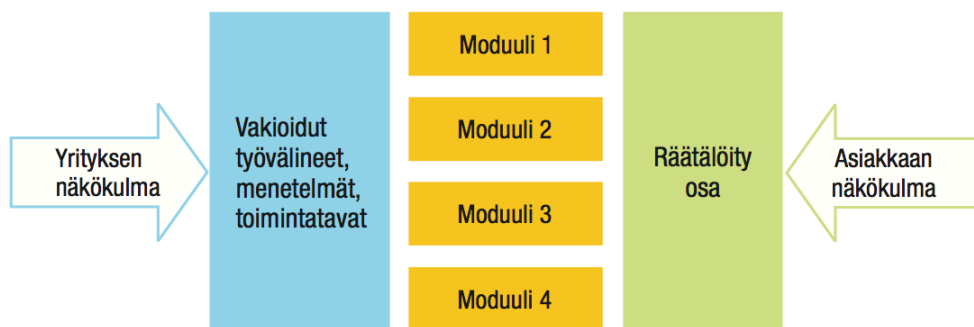 Yrityksen
näkökulma
Vakioidut
työvälineet,
menetelmät,
toimintatavat
Moduuli 1
Moduuli 2
Moduuli 3
Moduuli 4
Räätälöity
osa
Asiakkaan
näkökulma